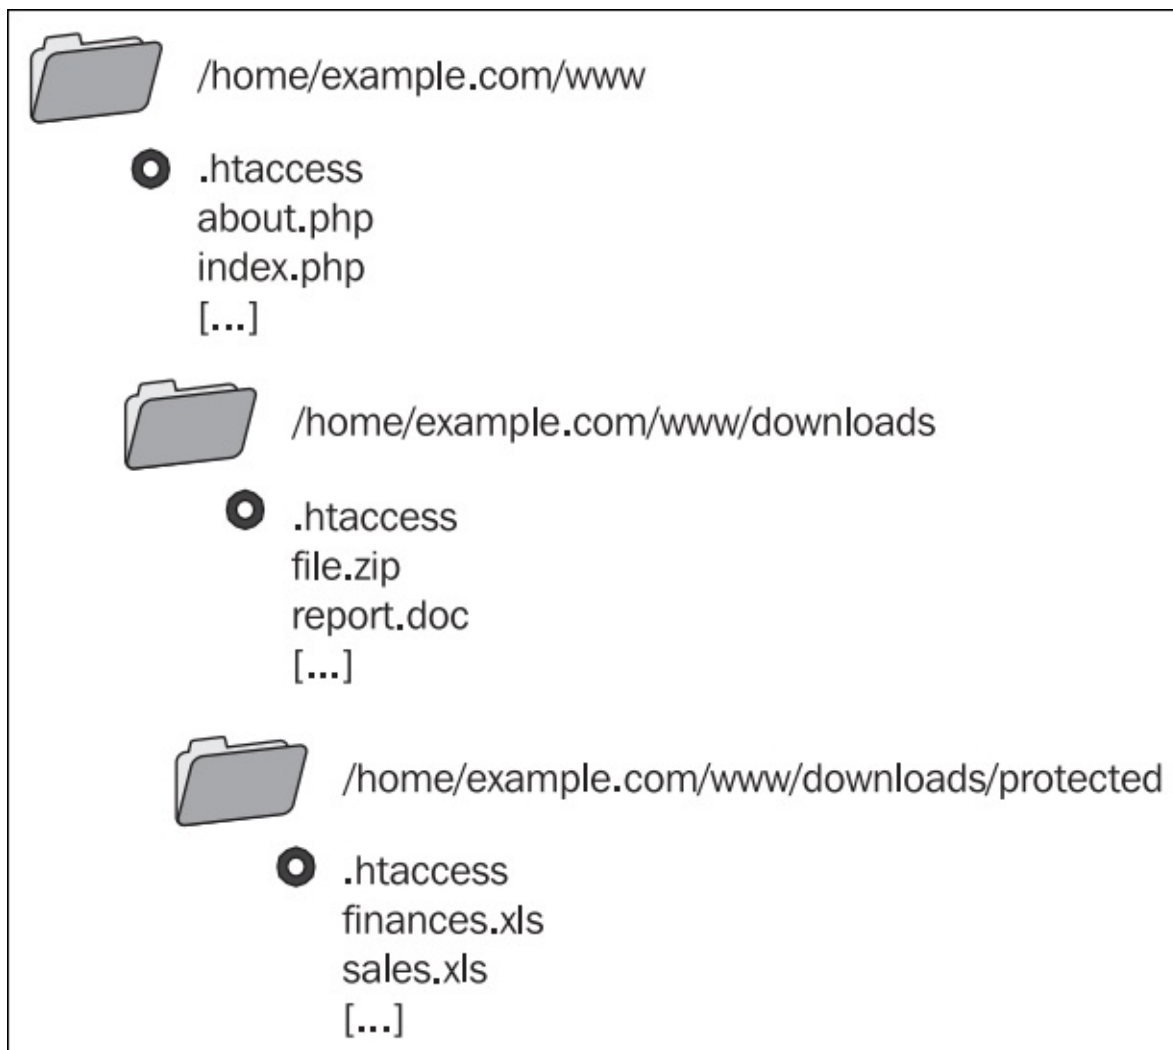 /home/example.com/www
.htaccess
about.php
index.php
[...]
/home/example.com/www/downloads
.htaccess
file.zip
report.doc
[...]
/home/example.com/www/downloads/protected
.htaccess
finances.xls
sales.xls
[...]